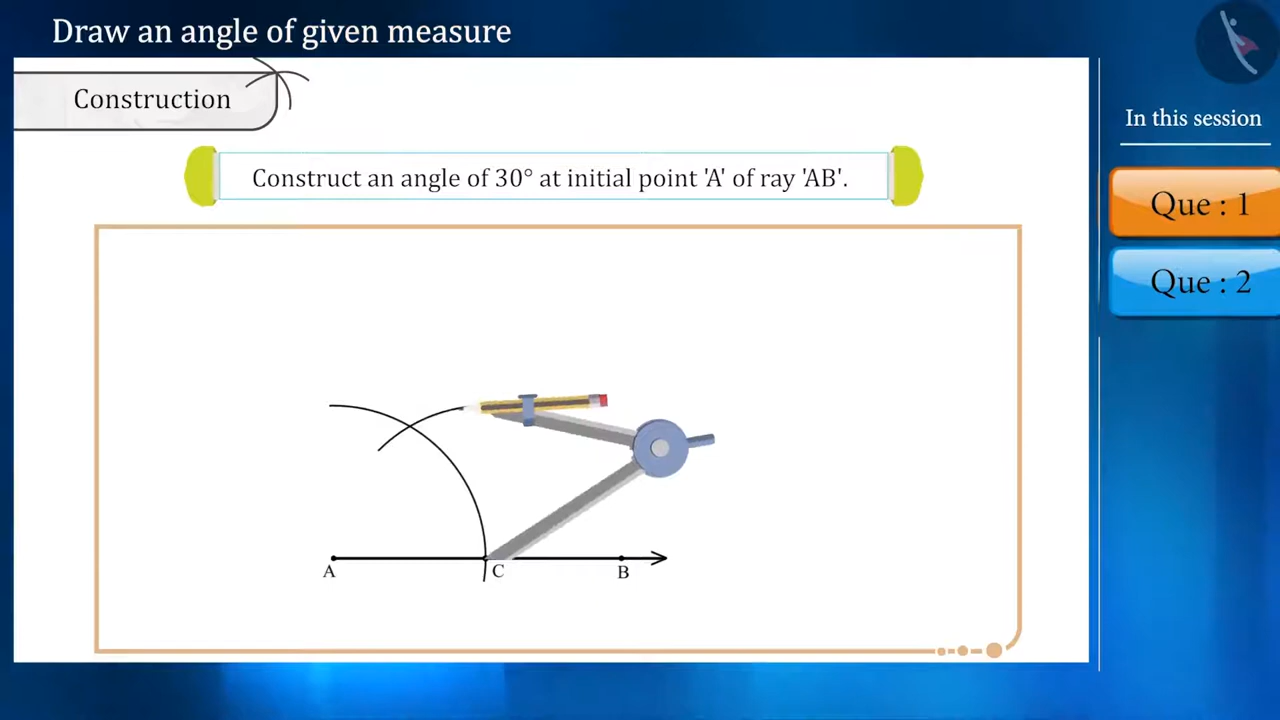 Draw an angle of given measure
Construction
In this session
Construct an angle of 30° at initial point 'A' of ray 'AB'.
Que : 1
Que : 2
A
C
B